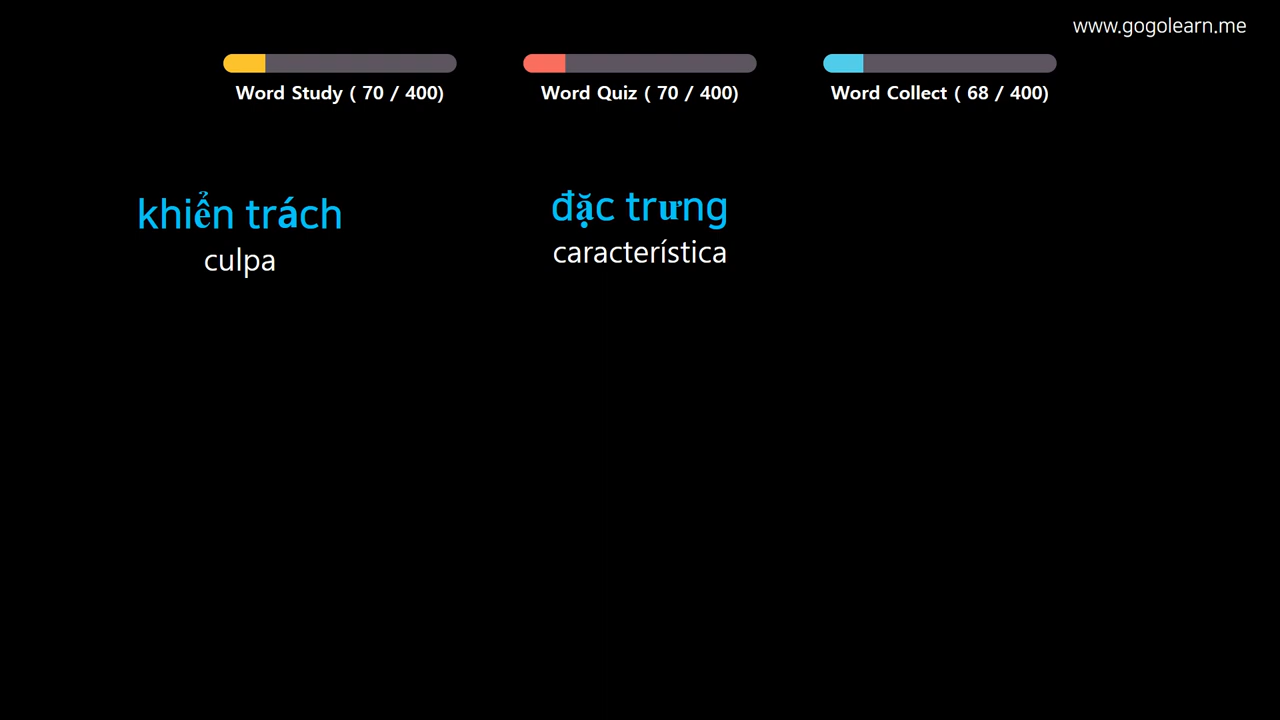 www.gogolearn.me
Word Study ( 70 / 400)
Word Quiz ( 70 / 400)
Word Collect ( 68 / 400)
khiển trách
culpa
đặc trưng
característica